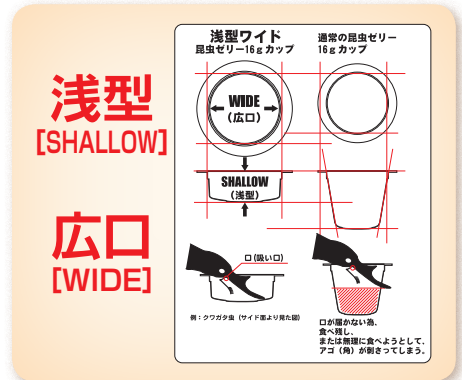 浅型
[SHALLOW]
広口
[WIDE]
浅型ワイド
昆虫ゼリー16gカップ
通常の昆虫ゼリー
16gカップ
WIDE
（広口）
SHALLOW
（浅型）
口（吸い口）
例：クワガタ虫（サイド面より見た図）
口が届かない為、
食べ残し、
または無理に食べようとして、
アゴ（角）が刺さってしまう。